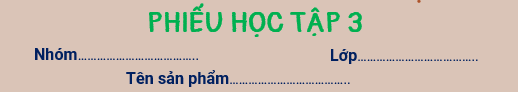 PHIẾU HỌC TẬP 3
Nhóm……………………………….. Lớp………………………………..
Tên sản phẩm………………………………..